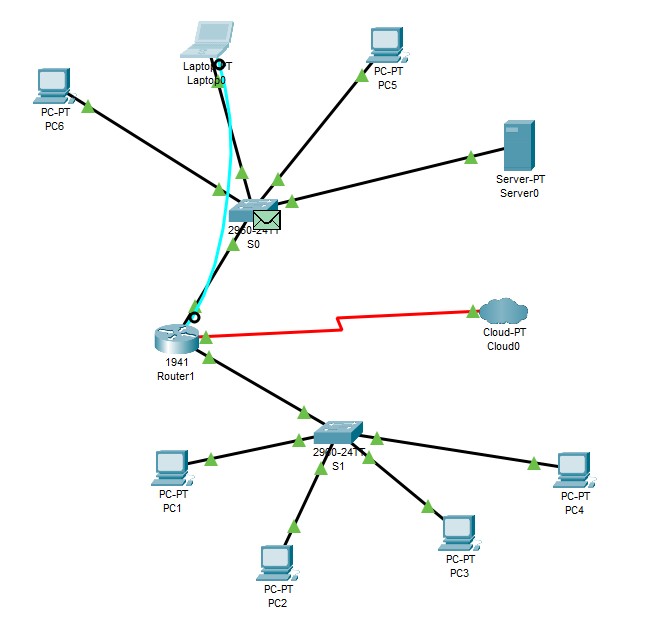 Laptop-PT
Laptop0
PC-PT
PC5
PC-PT
PC6
Server-PT
Server0
2960-24TT
S0
Cloud-PT
Cloud0
1941
Router1
2960-24TT
S1
PC-PT
PC1
PC-PT
PC4
PC-PT
PC3
PC-PT
PC2